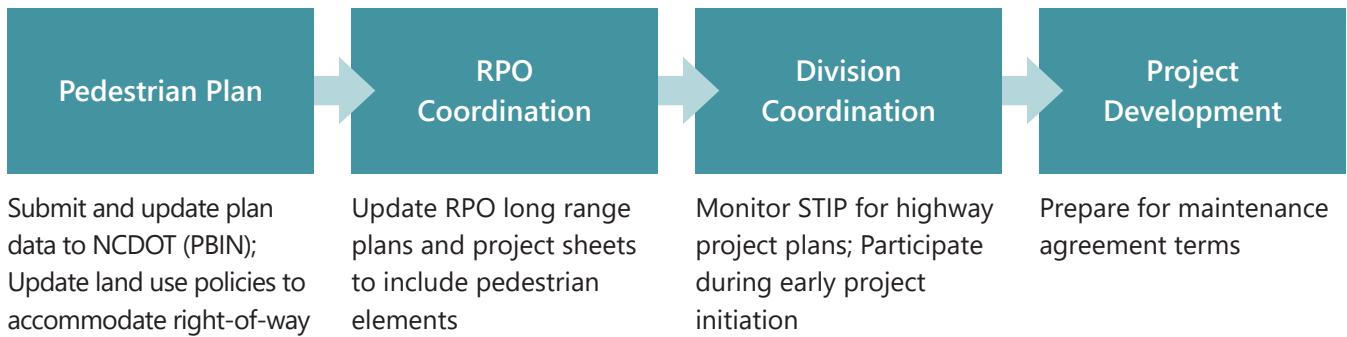 Pedestrian Plan
RPO
Coordination
Division
Coordination
Project
Development
Submit and update plan
data to NCDOT (PBIN);
Update land use policies to
accommodate right-of-way
Update RPO long range
plans and project sheets
to include pedestrian
elements
Monitor STIP for highway
project plans; Participate
during early project
initiation
Prepare for maintenance
agreement terms